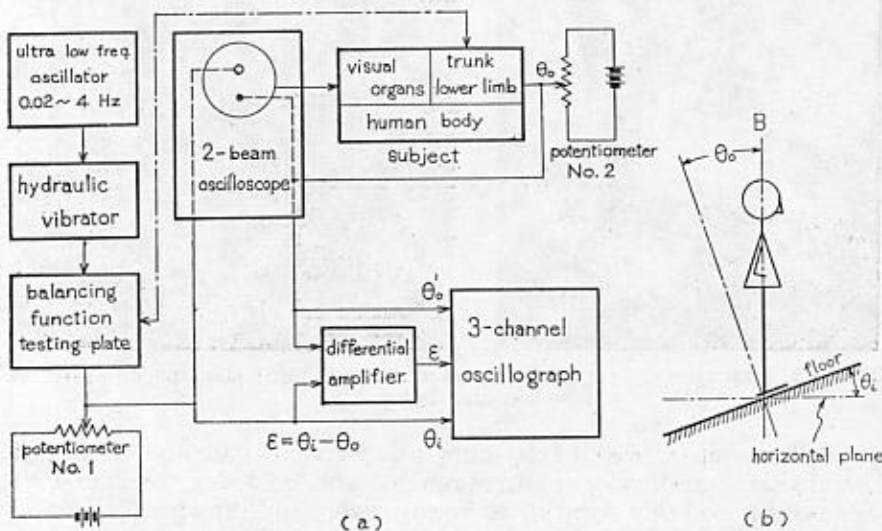 ultra low freq.
oscillator
0.02 ~ 4 Hz
hydraulic
vibrator
balancing
function
testing plate
potentiometer
No. 1
2-beam
oscilloscope
visual
organs
trunk
lower limb
human body
subject
θo
potentiometer
No. 2
θo'
differential
amplifier
ε
3-channel
oscillograph
ε = θi - θo
θi
(a)
B
θo
floor
θi
horizontal plane
(b)